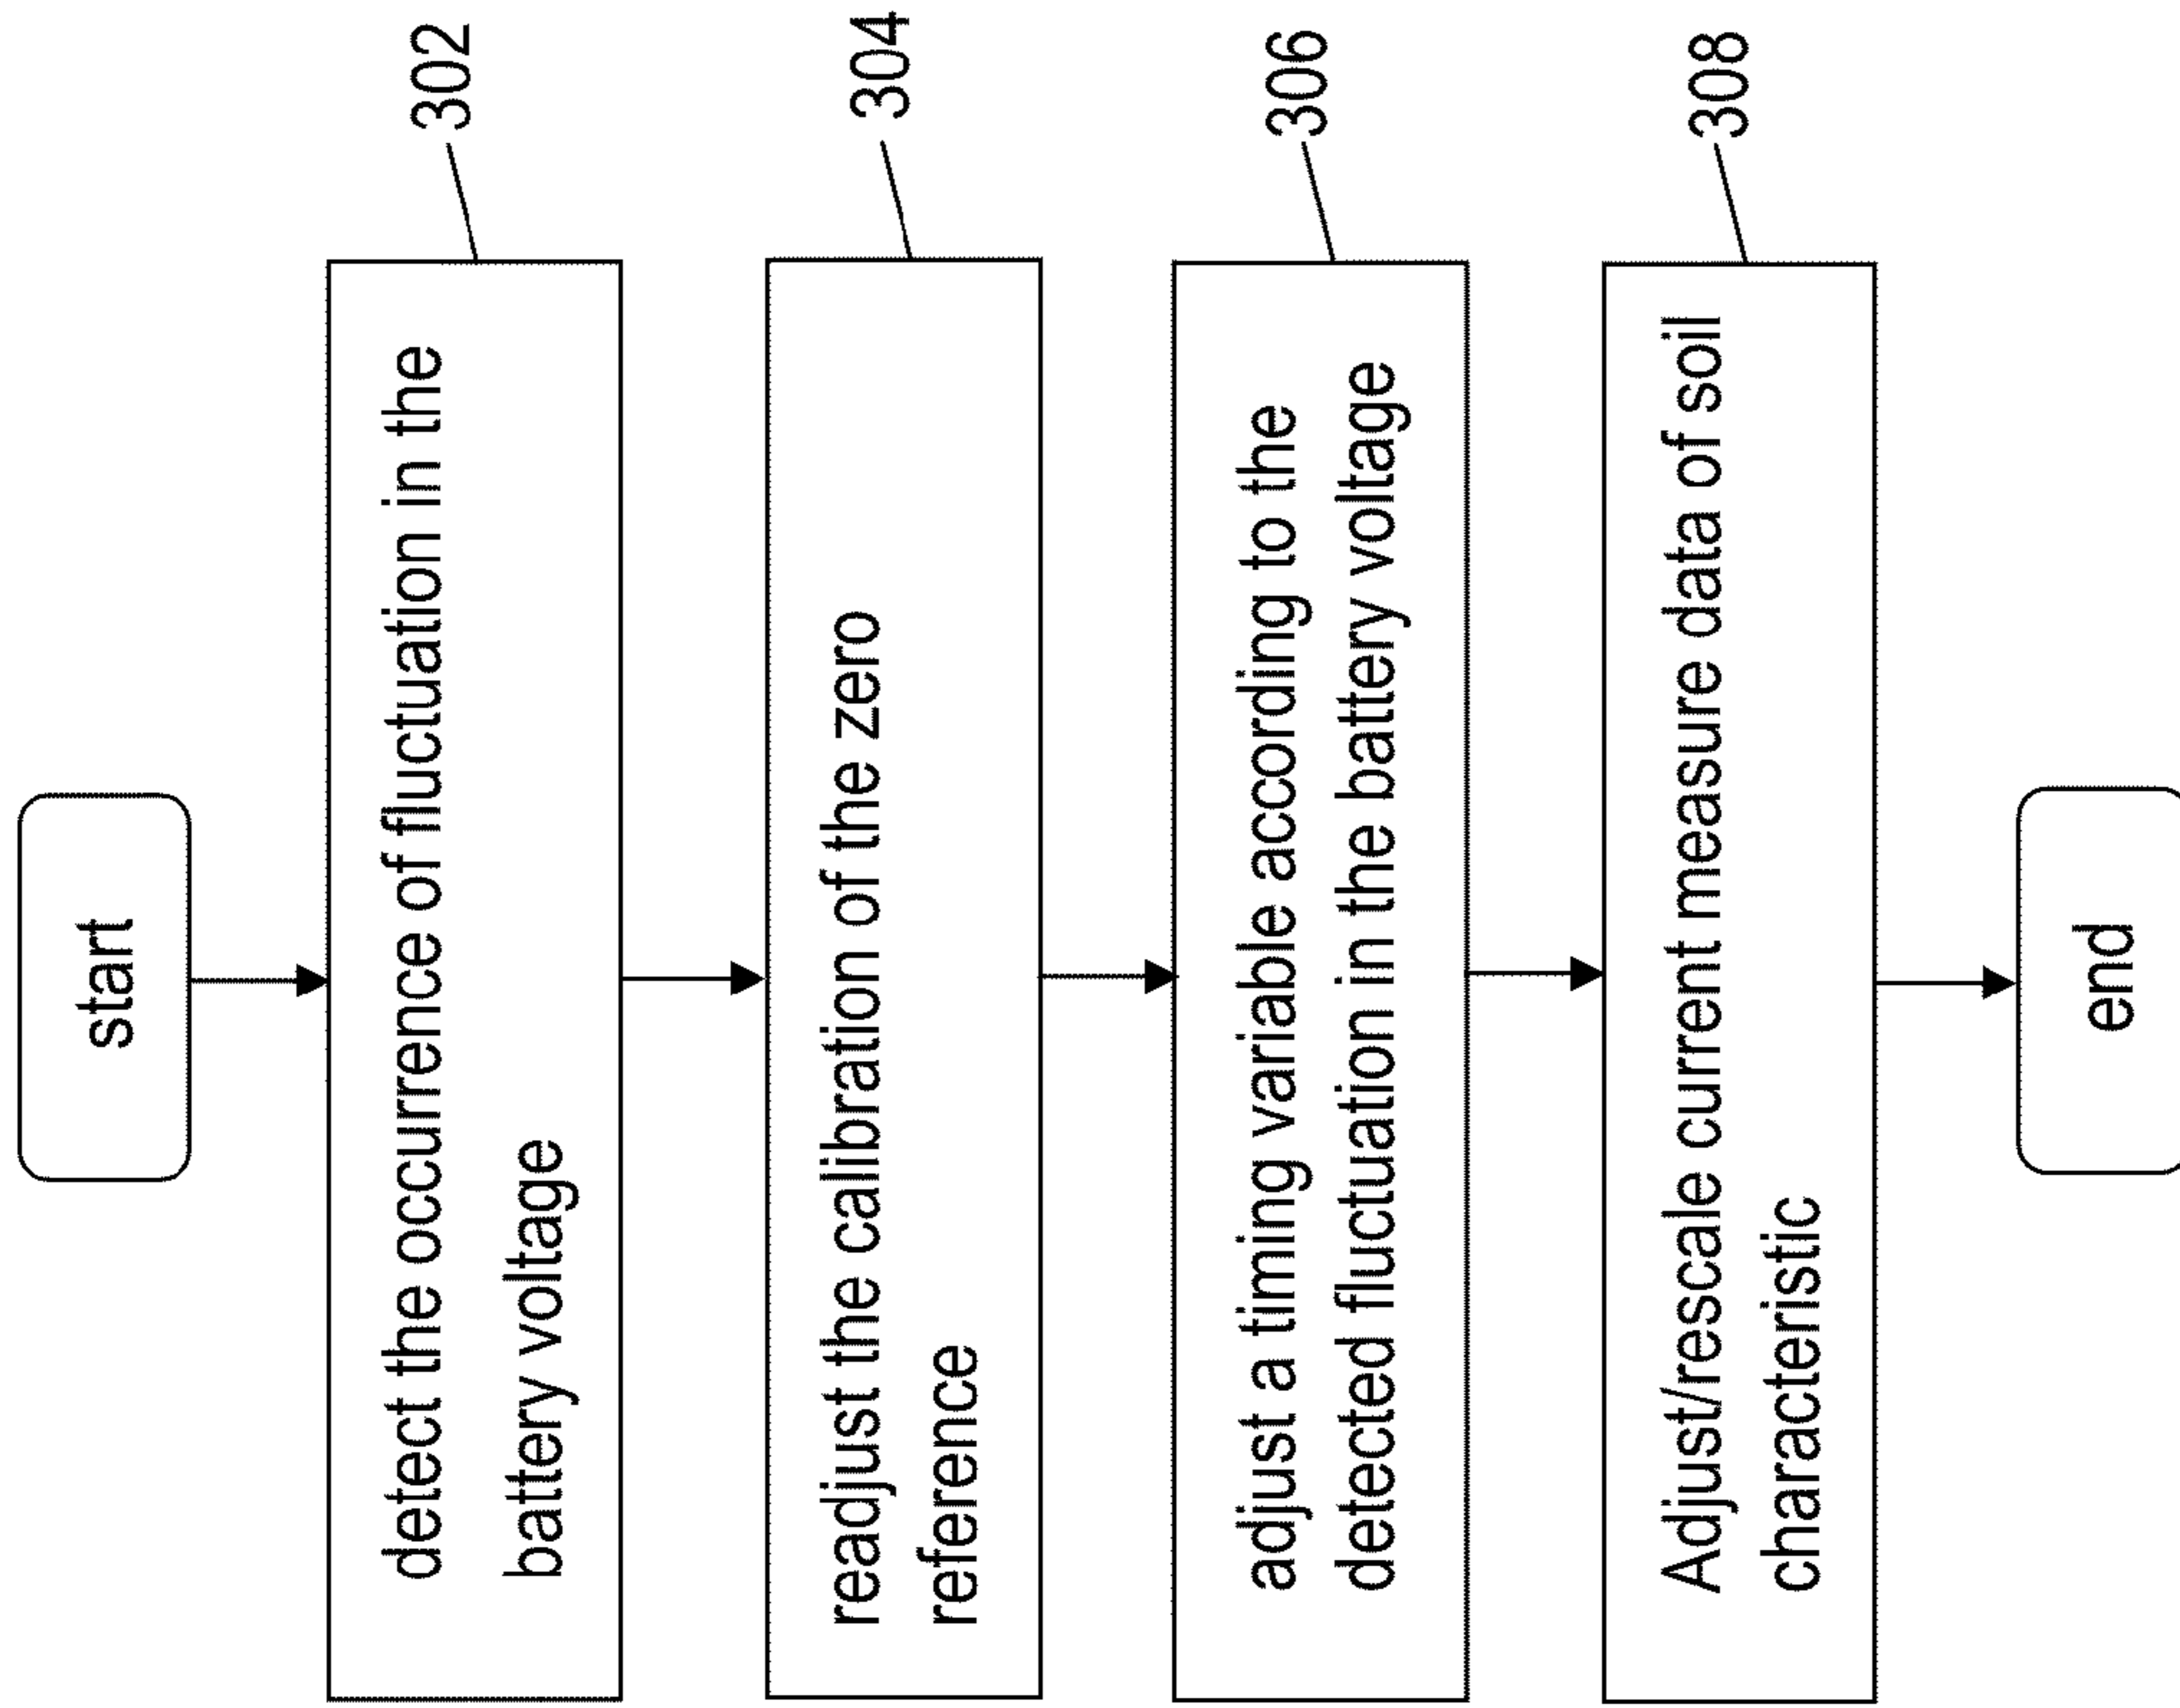 start
detect the occurrence of fluctuation in the
battery voltage
302
readjust the calibration of the zero
reference
304
adjust a timing variable according to the
detected fluctuation in the battery voltage
306
Adjust/rescale current measure data of soil
characteristic
308
end